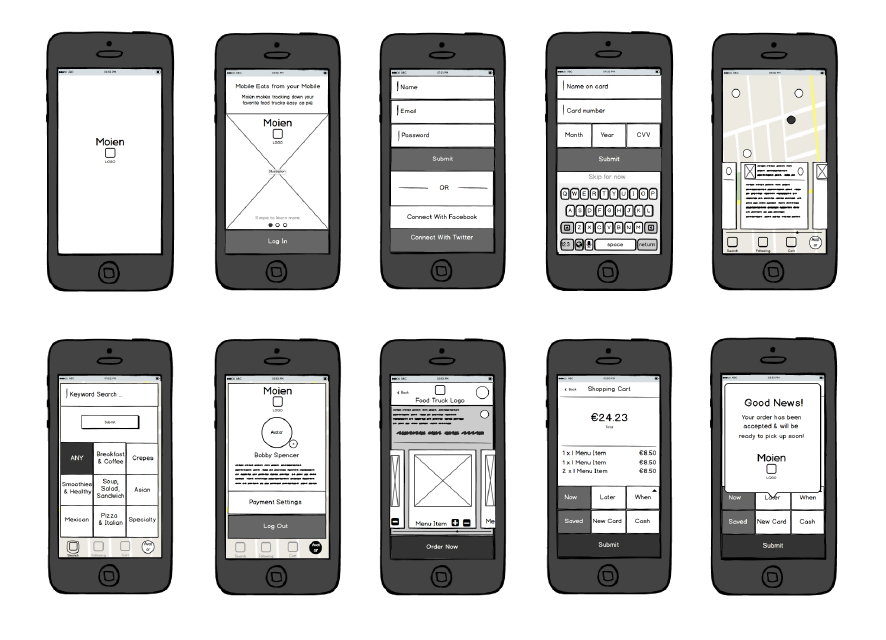 Moien
LOGO
Mobile Eats from your Mobile
Moien makes tracking down your
favorite food trucks easy as pie
Moien
LOGO
Swipe to learn more
Log In
Name
Email
Password
Submit
OR
Connect With Facebook
Connect With Twitter
Name on card
Card number
Month Year CVV
Submit
Skip for now
Q W E R T Y U I O P
A S D F G H J K L
Z X C V B N M
123 space return
Search Following Cart
Keyword Search ...
Submit
ANY
Breakfast
& Coffee
Crepes
Smoothies
& Healthy
Soup,
Salad,
Sandwich
Asian
Mexican
Pizza
& Italian
Specialty
Search Following Cart
Moien
LOGO
Avatar
Bobby Spencer
Payment Settings
Log Out
Search Following Cart
Back
Food Truck Logo
Menu Item
Me
Order Now
Back Shopping Cart
€24.23
1 x 1 Menu Item €8.50
1 x 1 Menu Item €8.50
2 x 1 Menu Item €8.50
Now Later When
Saved New Card Cash
Submit
Good News!
Your order has been
accepted & will be
ready to pick up soon!
Moien
LOGO
Now Later When
Saved New Card Cash
Submit